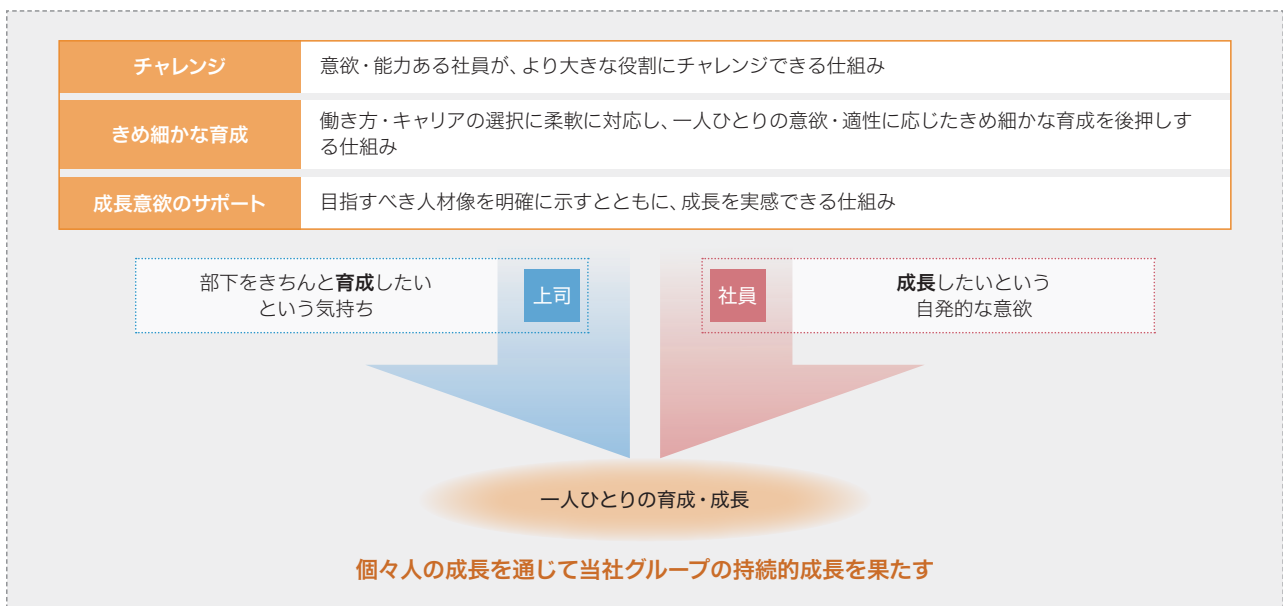 チャレンジ
意欲・能力ある社員が、より大きな役割にチャレンジできる仕組み
きめ細かな育成
働き方・キャリアの選択に柔軟に対応し、一人ひとりの意欲・適性に応じたきめ細かな育成を後押しす
る仕組み
成長意欲のサポート
目指すべき人材像を明確に示すとともに、成長を実感できる仕組み
部下をきちんと育成したい
という気持ち
上司
社員
成長したいという
自発的な意欲
一人ひとりの育成・成長
個々人の成長を通じて当社グループの持続的成長を果たす